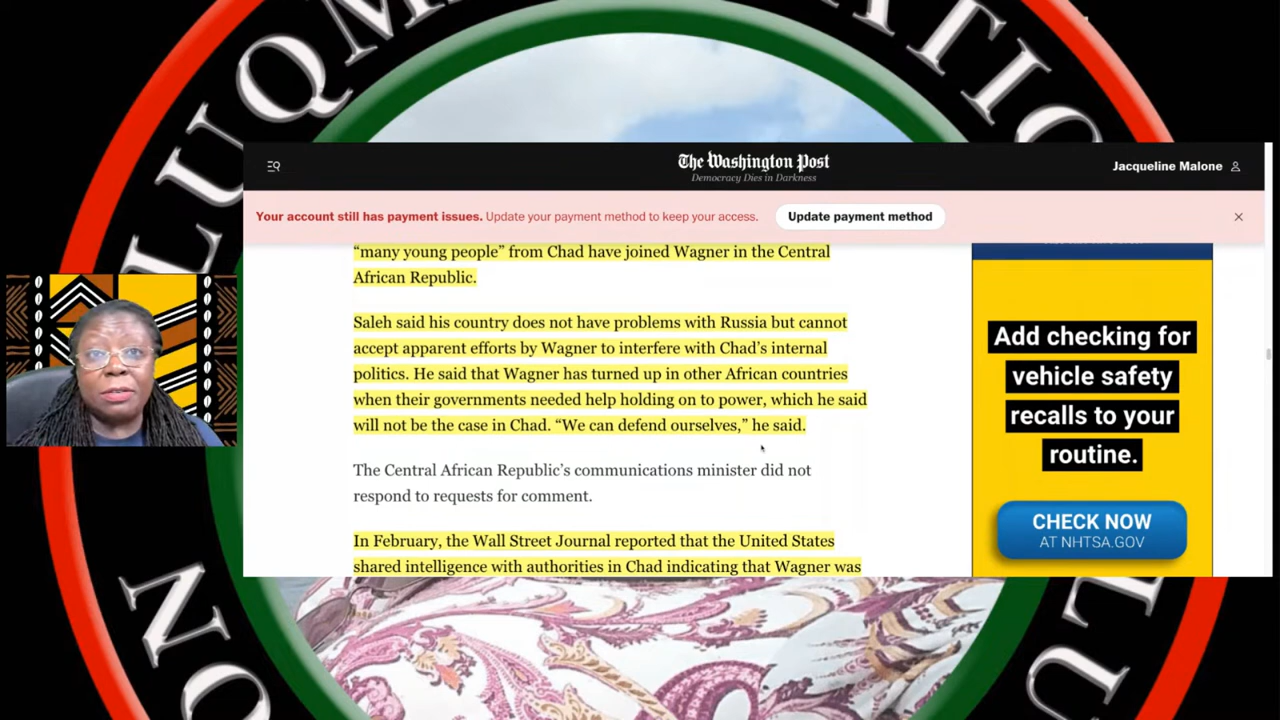 LUQM
ATIO
The Washington Post
Democracy Dies in Darkness
Jacqueline Malone
Your account still has payment issues. Update your payment method to keep your access.
Update payment method
“many young people” from Chad have joined Wagner in the Central
African Republic.
Saleh said his country does not have problems with Russia but cannot
accept apparent efforts by Wagner to interfere with Chad’s internal
politics. He said that Wagner has turned up in other African countries
when their governments needed help holding on to power, which he said
will not be the case in Chad. “We can defend ourselves,” he said.
The Central African Republic’s communications minister did not
respond to requests for comment.
In February, the Wall Street Journal reported that the United States
shared intelligence with authorities in Chad indicating that Wagner was
Add checking for
vehicle safety
recalls to your
routine.
CHECK NOW
AT NHTSA.GOV
NO
LU